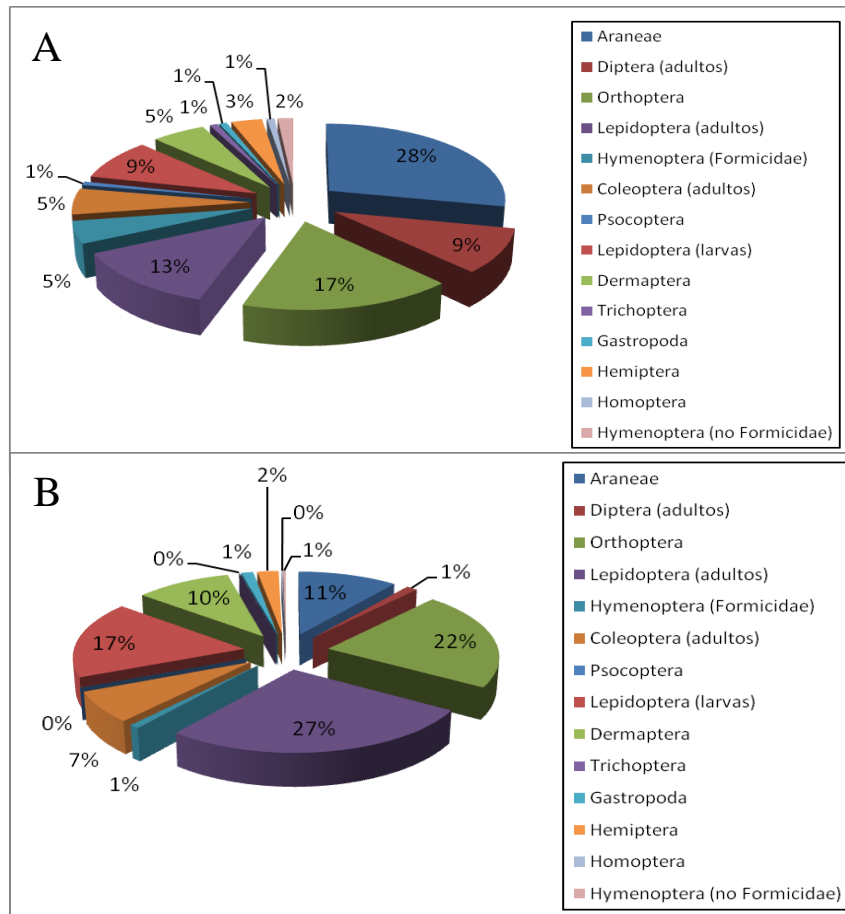 A
1%
1%
1%
3%
2%
5%
28%
9%
1%
5%
9%
13%
17%
5%
Araneae
Diptera (adultos)
Orthoptera
Lepidoptera (adultos)
Hymenoptera (Formicidae)
Coleoptera (adultos)
Psocoptera
Lepidoptera (larvas)
Dermaptera
Trichoptera
Gastropoda
Hemiptera
Homoptera
Hymenoptera (no Formicidae)
B
2%
0%
0%
1%
1%
1%
10%
11%
17%
22%
0%
27%
7%
1%
Araneae
Diptera (adultos)
Orthoptera
Lepidoptera (adultos)
Hymenoptera (Formicidae)
Coleoptera (adultos)
Psocoptera
Lepidoptera (larvas)
Dermaptera
Trichoptera
Gastropoda
Hemiptera
Homoptera
Hymenoptera (no Formicidae)